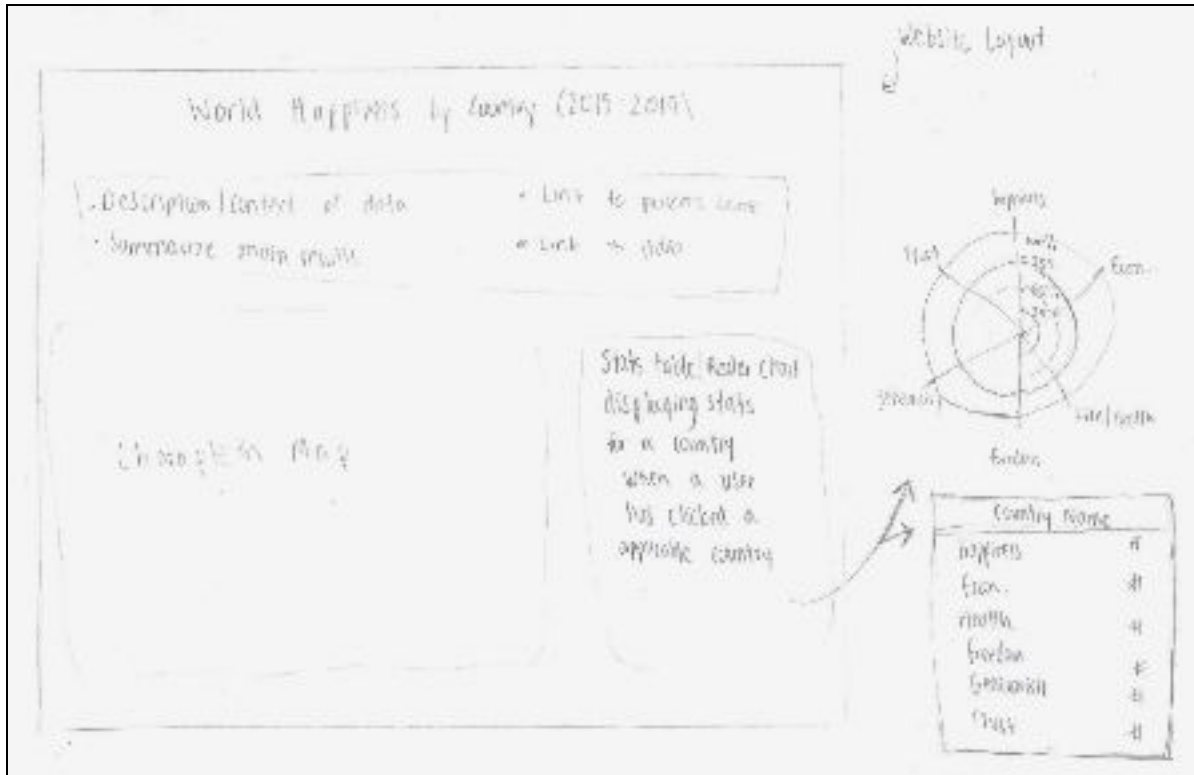 Website Layout
World Happiness by Country (2015 2019)
· Description/Context of data
· Link to
· Summarize main results
· Link to
Choropleth Map
Stats table/Radar Chart
displaying stats
for a country
when a user
has clicked a
applicable country
Happiness
Trust
100%
Econ.
Freedom
Country Name
Happiness #
Econ. #
Health #
Freedom #
#
Trust #